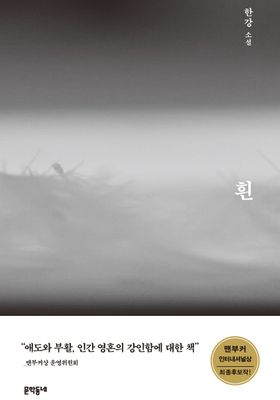 한강 소설
흰
“애도와 부활, 인간 영혼의 강인함에 대한 책”
_맨부커상 운영위원회
맨부커
인터내셔널상
최종후보작!
문학동네